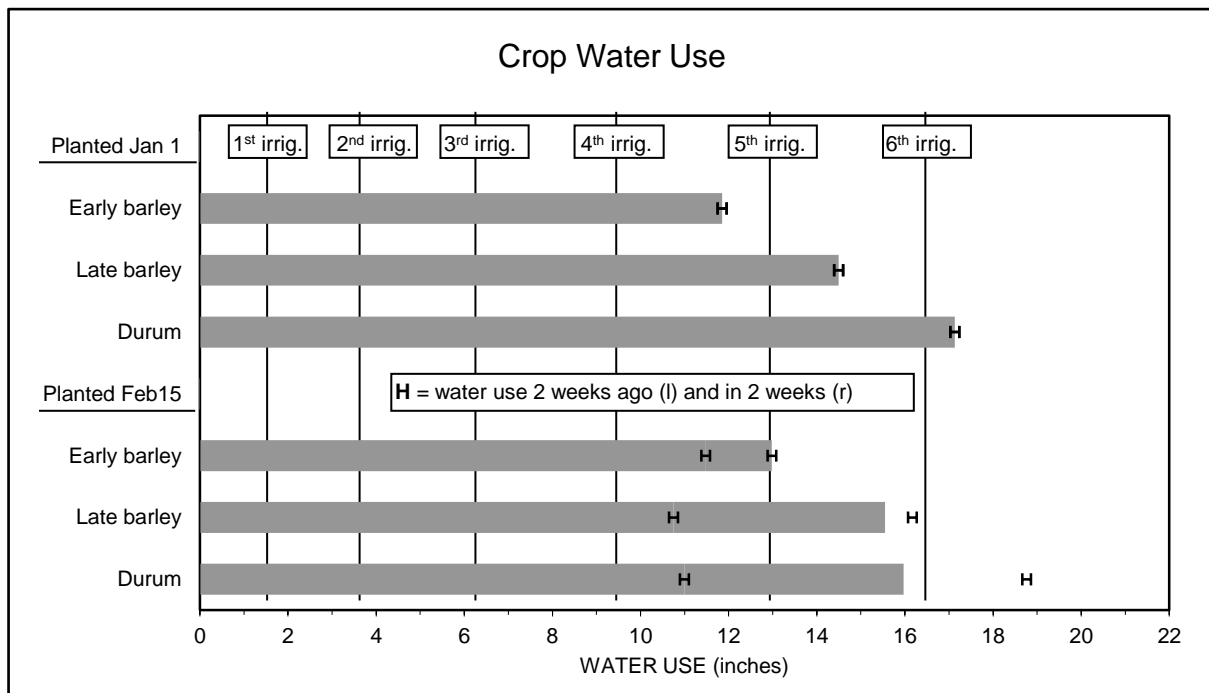 Crop Water Use
Planted Jan 1
1st irrig. 2nd irrig. 3rd irrig. 4th irrig. 5th irrig. 6th irrig.
Early barley
Late barley
Durum
Planted Feb15
H = water use 2 weeks ago (l) and in 2 weeks (r)
Early barley
Late barley
Durum
0 2 4 6 8 10 12 14 16 18 20 22
WATER USE (inches)